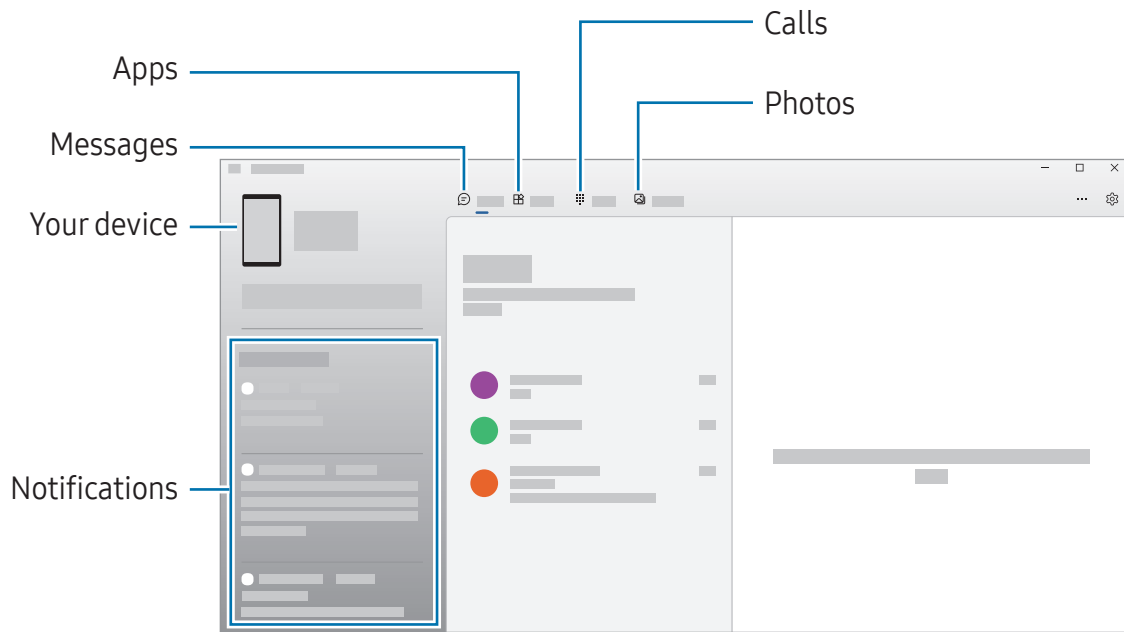 Calls
Apps
Photos
Messages
Your device
Notifications